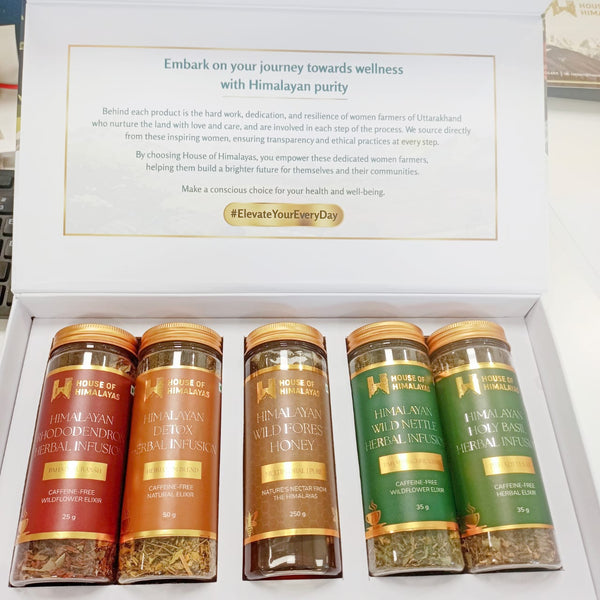 Embark on your journey towards wellness
with Himalayan purity
Behind each product is the hard work, dedication, and resilience of women farmers of Uttarakhand
who nurture the land with love and care, and are involved in each step of the process. We source directly
from these inspiring women, ensuring transparency and ethical practices at every step.
By choosing House of Himalayas, you empower these dedicated women farmers,
helping them build a brighter future for themselves and their communities.
Make a conscious choice for your health and well-being.
#ElevateYourEveryDay
HOUSE OF
HIMALAYAS
HIMALAYAN
RHODODENDRON
HERBAL INFUSION
CAFFEINE-FREE
WILDFLOWER ELIXIR
25 g
HOUSE OF
HIMALAYAS
HIMALAYAN
DETOX
HERBAL INFUSION
CAFFEINE-FREE
NATURAL ELIXIR
50 g
HOUSE OF
HIMALAYAS
HIMALAYAN
WILD FORES
HONEY
NATURE'S NECTAR FROM
THE HIMALAYAS
250 g
HOUSE OF
HIMALAYAS
HIMALAYAN
WILD NETTLE
HERBAL INFUSION
CAFFEINE-FREE
WILDFLOWER ELIXIR
35 g
HOUSE OF
HIMALAYAS
HIMALAYAN
HOLY BASIL
HERBAL INFUSI
CAFFEINE-FREE
HERBAL ELIXIR
35 g